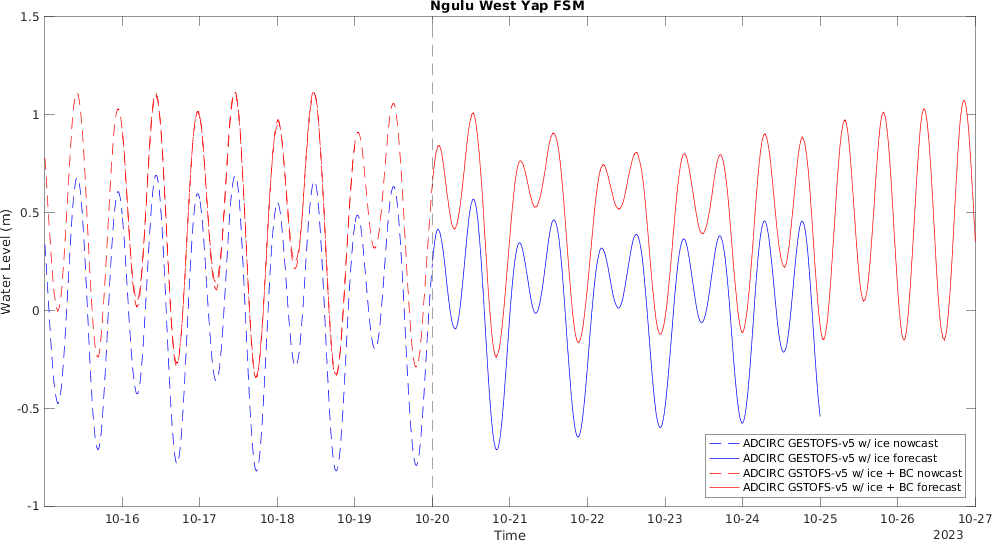 Ngulu West Yap FSM
1.5
1
0.5
0
-0.5
-1
Water Level (m)
10-16 10-17 10-18 10-19 10-20 10-21 10-22 10-23 10-24 10-25 10-26 10-27
Time
2023
ADCIRC GESTOFS-v5 w/ ice nowcast
ADCIRC GESTOFS-v5 w/ ice forecast
ADCIRC GSTOFS-v5 w/ ice + BC nowcast
ADCIRC GSTOFS-v5 w/ ice + BC forecast